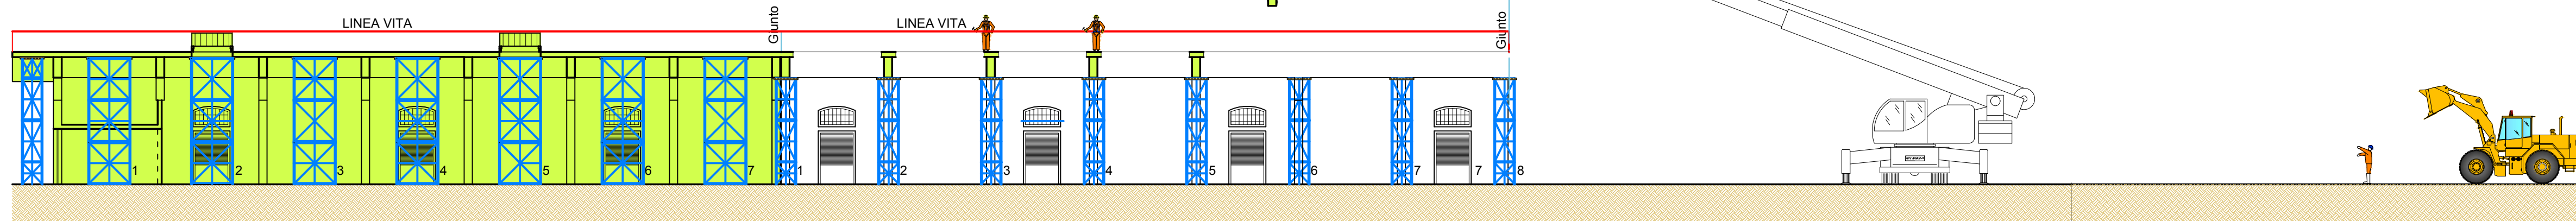 LINEA VITA
Giunto
LINEA VITA
Giunto
1 2 3 4 5 6 7 1 2 3 4 5 6 7 7 8